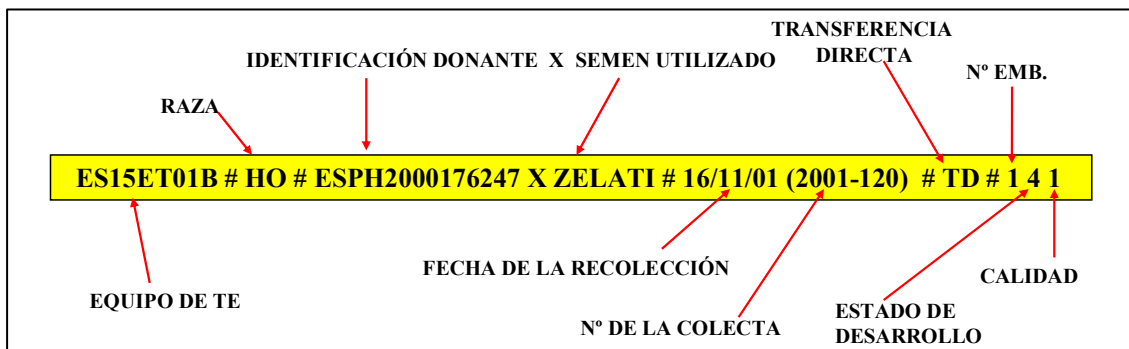 TRANSFERENCIA
DIRECTA
IDENTIFICACIÓN DONANTE X SEMEN UTILIZADO
Nº EMB.
RAZA
ES15ET01B # HO # ESPH2000176247 X ZELATI # 16/11/01 (2001-120) # TD # 1 4 1
FECHA DE LA RECOLECCIÓN
CALIDAD
EQUIPO DE TE
ESTADO DE
DESARROLLO
Nº DE LA COLECTA